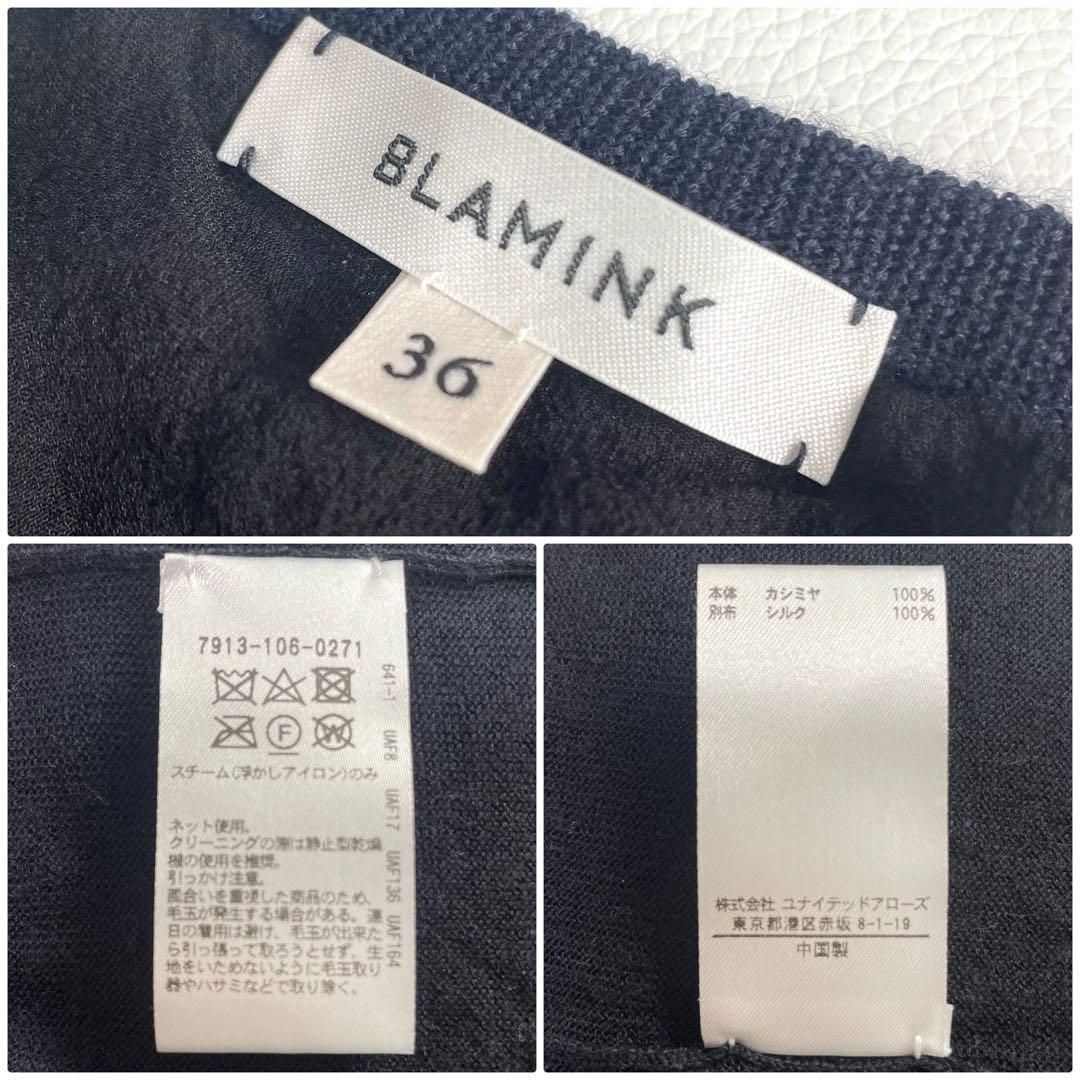 BLAMINK
36
7913-106-0271
F
W
スチーム(浮かしアイロン)のみ
ネット使用。
クリーニングの際は静止型乾燥
機の使用を推奨。
引っかけ注意。
風合いを重視した商品のため、
毛玉が発生する場合がある。連
日の着用は避け、毛玉が出来た
ら引っ張って取ろうとせず、生
地をいためないように毛玉取り
器やハサミなどで取り除く。
641-1 UAF8 UAF17 UAF136 UAF164
本体 カシミヤ 100%
別布 シルク 100%
株式会社 ユナイテッドアローズ
東京都港区赤坂 8-1-19
中国製